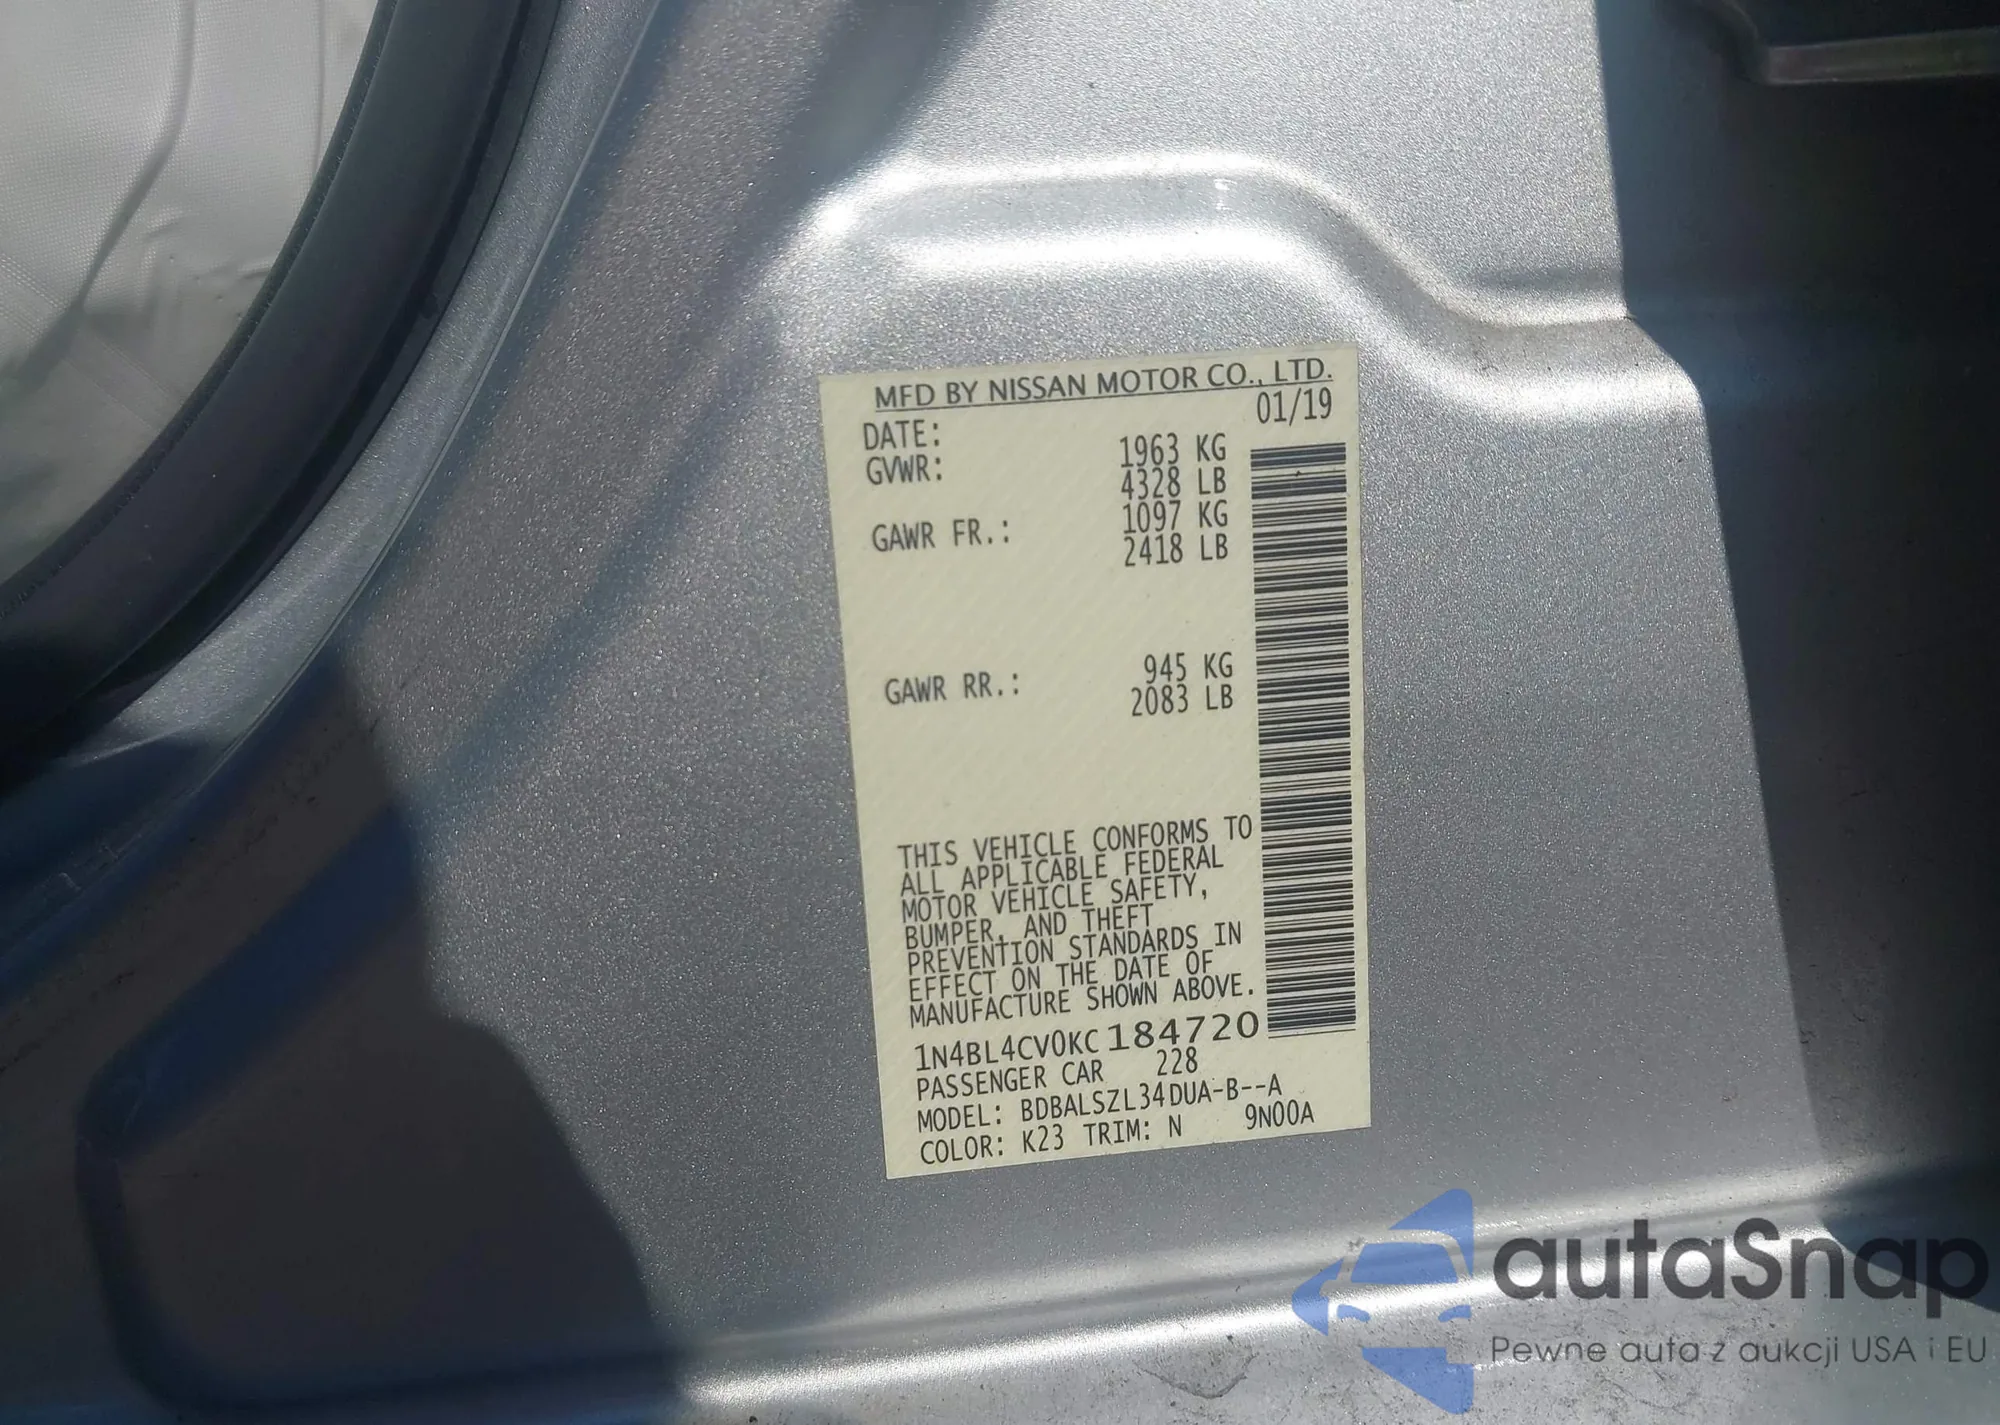 MFD BY NISSAN MOTOR CO., LTD.
DATE: 01/19
GVWR: 1963 KG
4328 LB
GAWR FR.: 1097 KG
2418 LB
GAWR RR.: 945 KG
2083 LB
THIS VEHICLE CONFORMS TO
ALL APPLICABLE FEDERAL
MOTOR VEHICLE SAFETY,
BUMPER, AND THEFT
PREVENTION STANDARDS IN
EFFECT ON THE DATE OF
MANUFACTURE SHOWN ABOVE.
1N4BL4CV0KC184720
PASSENGER CAR 228
MODEL: BDBALSZL34DUA-B--A
COLOR: K23 TRIM: N 9N00A
autaSnap
Pewne auta z aukcji USA i EU